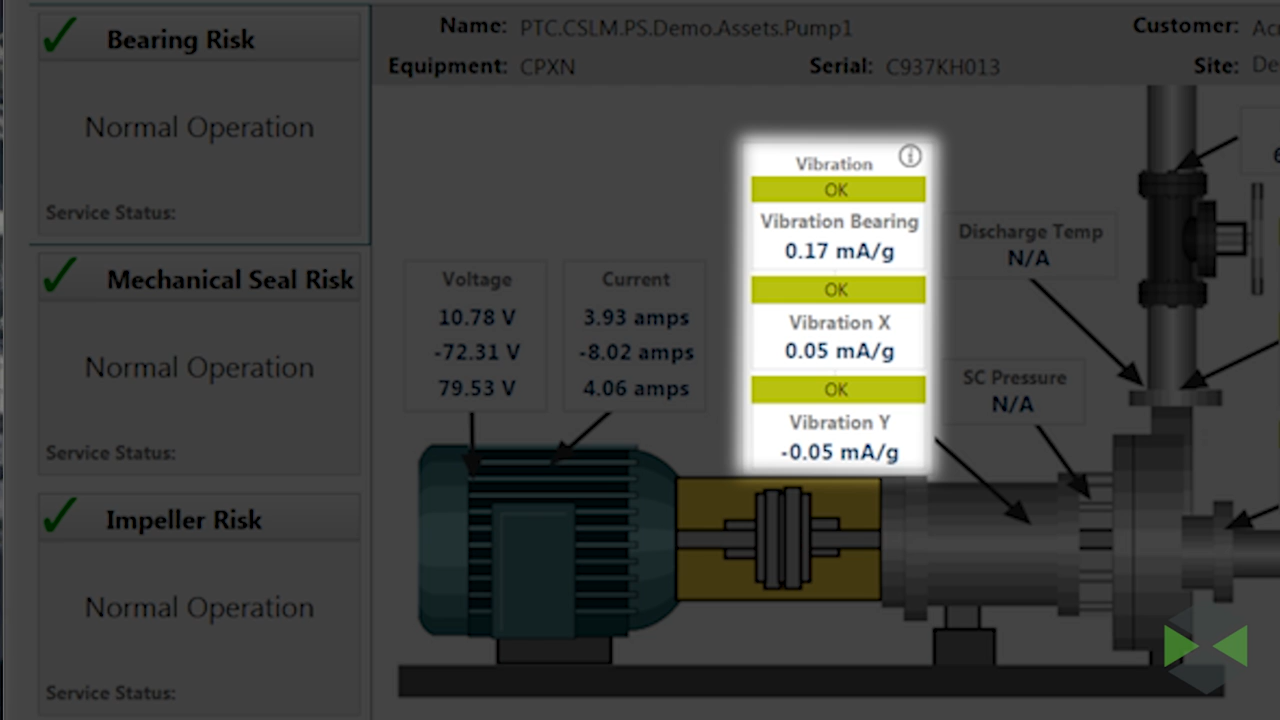 Bearing Risk
Normal Operation
Service Status:
Mechanical Seal Risk
Normal Operation
Service Status:
Impeller Risk
Normal Operation
Service Status:
Name: PTC.CSLM.PS.Demo.Assets.Pump1
Customer:
Equipment: CPXN
Serial: C937KH013
Site:
Voltage
10.78 V
-72.31 V
79.53 V
Current
3.93 amps
-8.02 amps
4.06 amps
Vibration
OK
Vibration Bearing
0.17 mA/g
OK
Vibration X
0.05 mA/g
OK
Vibration Y
-0.05 mA/g
Discharge Temp
N/A
SC Pressure
N/A